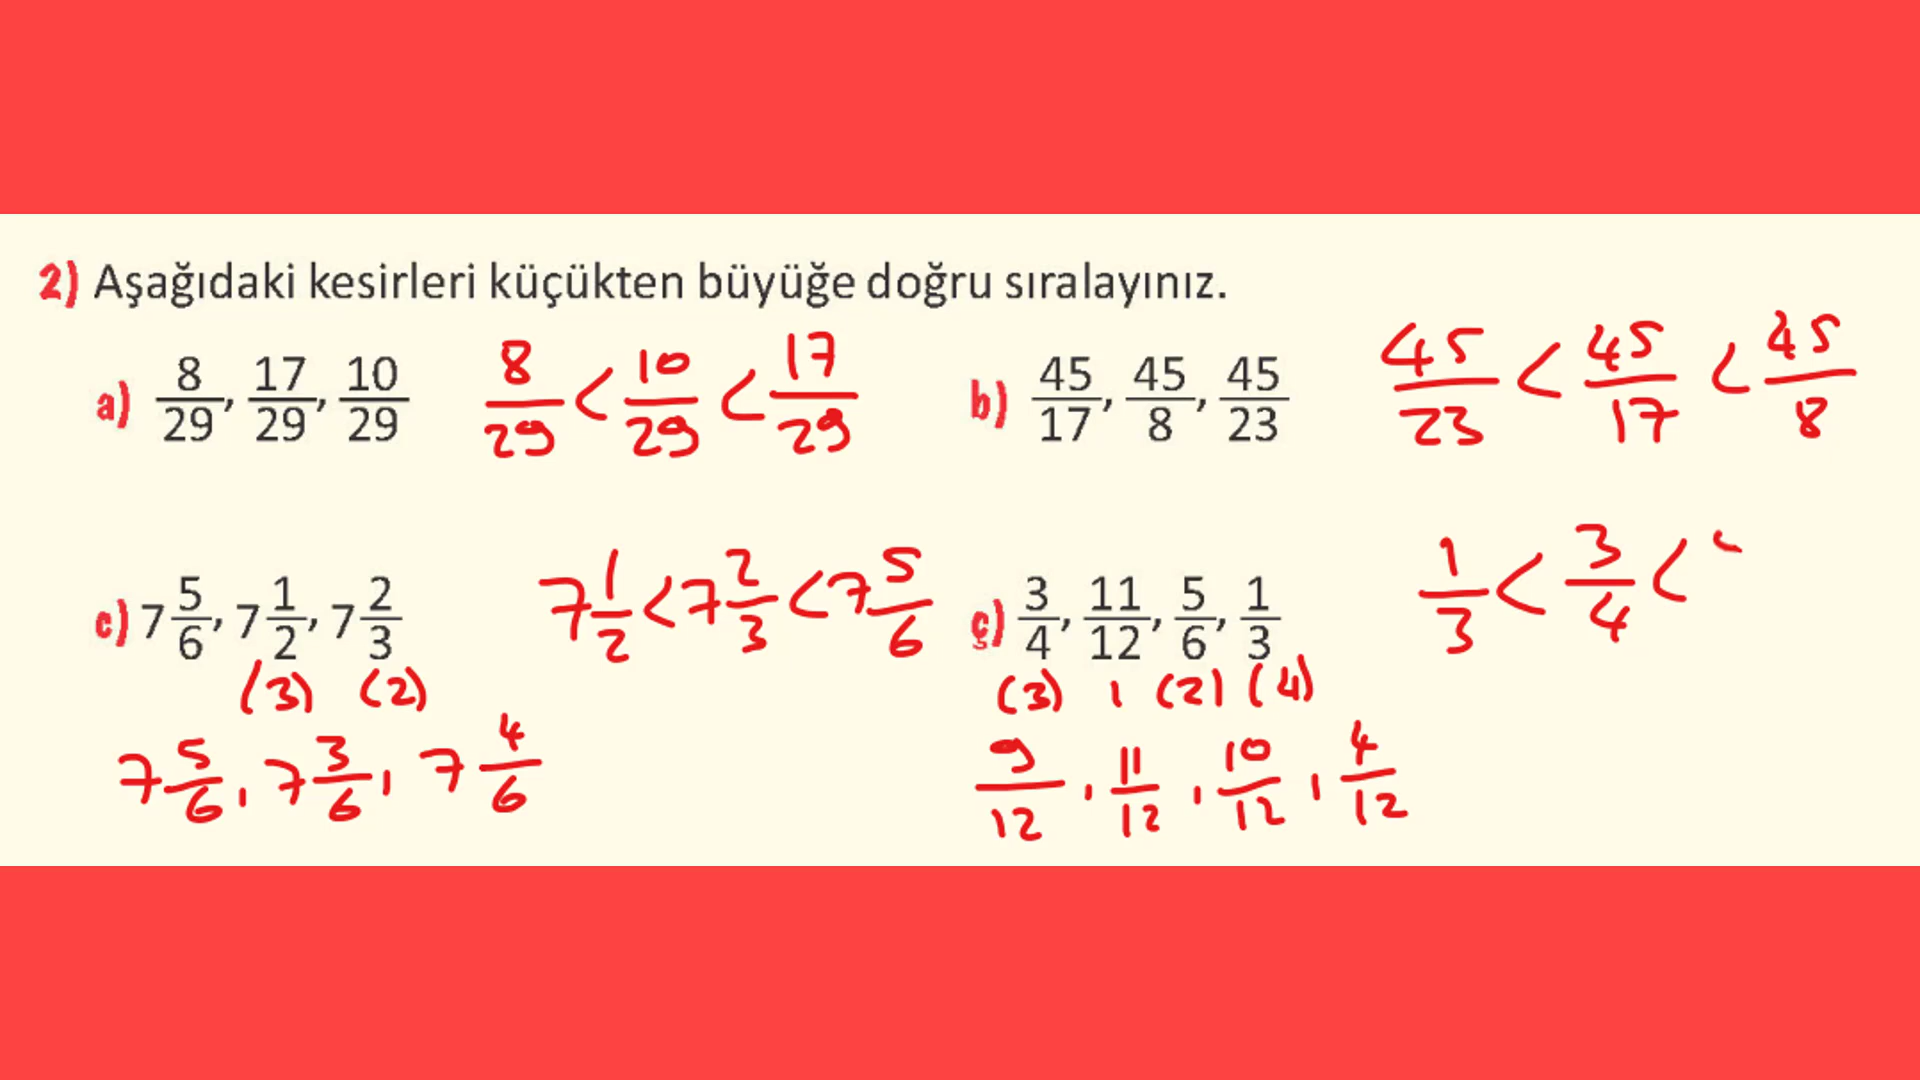 2) Aşağıdaki kesirleri küçükten büyüğe doğru sıralayınız.
a) 8/29, 17/29, 10/29 8/29 < 10/29 < 17/29
b) 45/17, 45/8, 45/23 45/23 < 45/17 < 45/8
c) 7 5/6, 7 1/2, 7 2/3 7 1/2 < 7 2/3 < 7 5/6
(3) (2)
7 5/6, 7 3/6, 7 4/6
ç) 3/4, 11/12, 5/6, 1/3 1/3 < 3/4 <
(3) 1 (2) (4)
9/12, 11/12, 10/12, 4/12